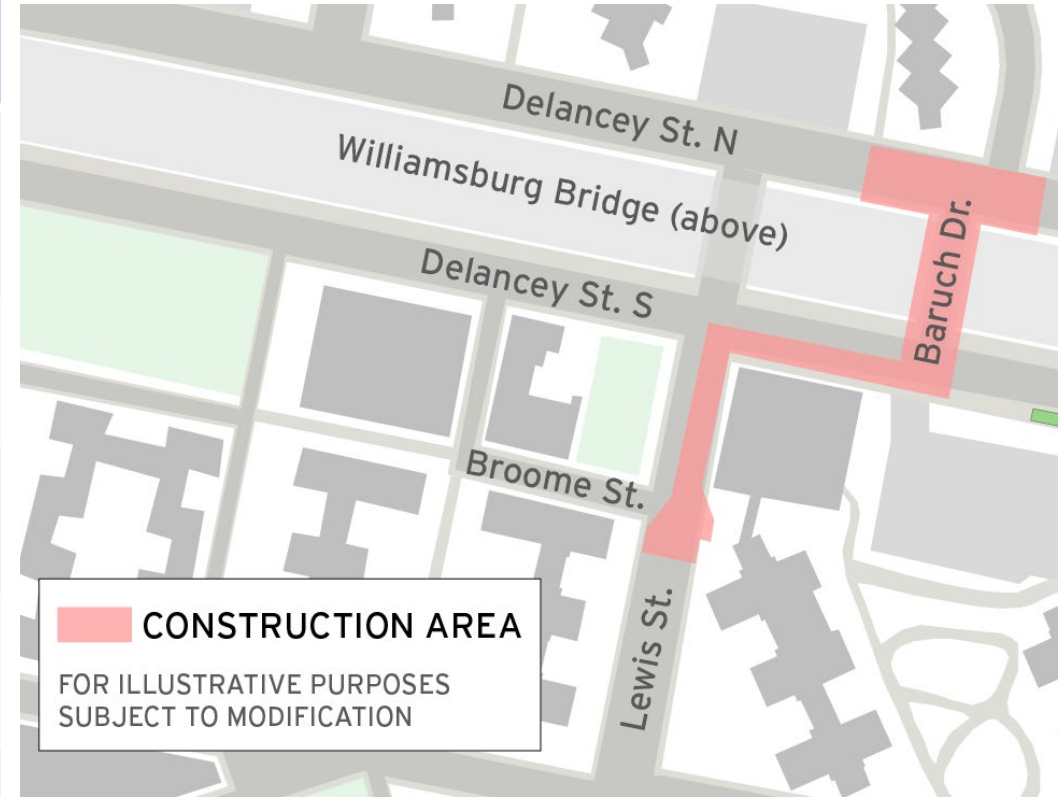 Delancey St. N
Williamsburg Bridge (above)
Baruch Dr.
Delancey St. S
Broome St.
Lewis St.
CONSTRUCTION AREA
FOR ILLUSTRATIVE PURPOSES
SUBJECT TO MODIFICATION